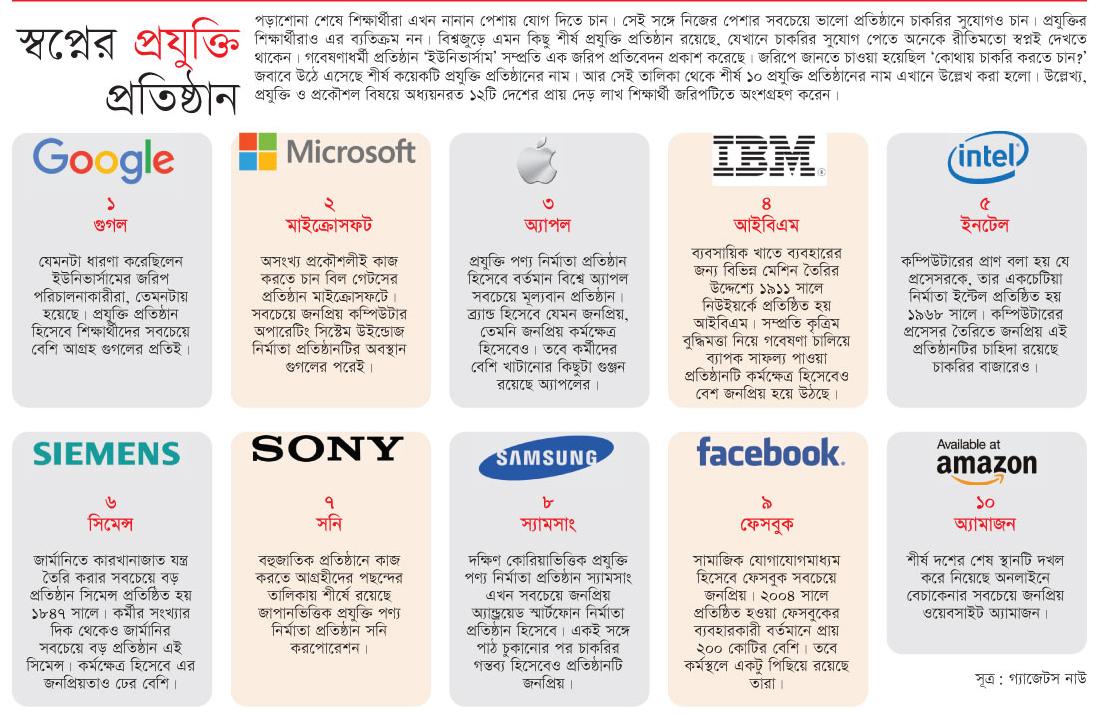 স্বপ্নের প্রযুক্তি
প্রতিষ্ঠান
পড়াশোনা শেষে শিক্ষার্থীরা এখন নানান পেশায় যোগ দিতে চান। সেই সঙ্গে নিজের পেশার সবচেয়ে ভালো প্রতিষ্ঠানে চাকরির সুযোগও চান। প্রযুক্তির
শিক্ষার্থীরাও এর ব্যতিক্রম নন। বিশ্বজুড়ে এমন কিছু শীর্ষ প্রযুক্তি প্রতিষ্ঠান রয়েছে, যেখানে চাকরির সুযোগ পেতে অনেকে রীতিমতো স্বপ্নই দেখতে
থাকেন। গবেষণাধর্মী প্রতিষ্ঠান ‘ইউনিভার্সাম’ সম্প্রতি এক জরিপ প্রতিবেদন প্রকাশ করেছে। জরিপে জানতে চাওয়া হয়েছিল ‘কোথায় চাকরি করতে চান?’
জবাবে উঠে এসেছে শীর্ষ কয়েকটি প্রযুক্তি প্রতিষ্ঠানের নাম। আর সেই তালিকা থেকে শীর্ষ ১০ প্রযুক্তি প্রতিষ্ঠানের নাম এখানে উল্লেখ করা হলো। উল্লেখ্য,
প্রযুক্তি ও প্রকৌশল বিষয়ে অধ্যয়নরত ১২টি দেশের প্রায় দেড় লাখ শিক্ষার্থী জরিপটিতে অংশগ্রহণ করেন।
Google
১
গুগল
যেমনটা ধারণা করেছিলেন
ইউনিভার্সামের জরিপ
পরিচালনাকারীরা, তেমনটায়
হয়েছে। প্রযুক্তি প্রতিষ্ঠান
হিসেবে শিক্ষার্থীদের সবচেয়ে
বেশি আগ্রহ গুগলের প্রতিই।
Microsoft
২
মাইক্রোসফট
অসংখ্য প্রকৌশলীই কাজ
করতে চান বিল গেটসের
প্রতিষ্ঠান মাইক্রোসফটে।
সবচেয়ে জনপ্রিয় কম্পিউটার
অপারেটিং সিস্টেম উইন্ডোজ
নির্মাতা প্রতিষ্ঠানটির অবস্থান
গুগলের পরেই।
৩
অ্যাপল
প্রযুক্তি পণ্য নির্মাতা প্রতিষ্ঠান
হিসেবে বর্তমান বিশ্বে অ্যাপল
সবচেয়ে মূল্যবান প্রতিষ্ঠান।
ব্র্যান্ড হিসেবে যেমন জনপ্রিয়,
তেমনি জনপ্রিয় কর্মক্ষেত্র
হিসেবেও। তবে কর্মীদের
বেশি খাটানোর কিছুটা গুঞ্জন
রয়েছে অ্যাপলের।
IBM®
৪
আইবিএম
ব্যবসায়িক খাতে ব্যবহারের
জন্য বিভিন্ন মেশিন তৈরির
উদ্দেশ্যে ১৯১১ সালে
নিউইয়র্কে প্রতিষ্ঠিত হয়
আইবিএম। সম্প্রতি কৃত্রিম
বুদ্ধিমত্তা নিয়ে গবেষণা চালিয়ে
ব্যাপক সাফল্য পাওয়া
প্রতিষ্ঠানটি কর্মক্ষেত্র হিসেবেও
বেশ জনপ্রিয় হয়ে উঠছে।
intel
৫
ইনটেল
কম্পিউটারের প্রাণ বলা হয় যে
প্রসেসরকে, তার একচেটিয়া
নির্মাতা ইন্টেল প্রতিষ্ঠিত হয়
১৯৬৮ সালে। কম্পিউটারের
প্রসেসর তৈরিতে জনপ্রিয় এই
প্রতিষ্ঠানটির চাহিদা রয়েছে
চাকরির বাজারেও।
SIEMENS
৬
সিমেন্স
জার্মানিতে কারখানাজাত যন্ত্র
তৈরি করার সবচেয়ে বড়
প্রতিষ্ঠান সিমেন্স প্রতিষ্ঠিত হয়
১৮৪৭ সালে। কর্মীর সংখ্যার
দিক থেকেও জার্মানির
সবচেয়ে বড় প্রতিষ্ঠান এই
সিমেন্স। কর্মক্ষেত্র হিসেবে এর
জনপ্রিয়তাও ঢের বেশি।
SONY
৭
সনি
বহুজাতিক প্রতিষ্ঠানে কাজ
করতে আগ্রহীদের পছন্দের
তালিকায় শীর্ষে রয়েছে
জাপানভিত্তিক প্রযুক্তি পণ্য
নির্মাতা প্রতিষ্ঠান সনি
করপোরেশন।
SAMSUNG
৮
স্যামসাং
দক্ষিণ কোরিয়াভিত্তিক প্রযুক্তি
পণ্য নির্মাতা প্রতিষ্ঠান স্যামসাং
এখন সবচেয়ে জনপ্রিয়
অ্যান্ড্রয়েড স্মার্টফোন নির্মাতা
প্রতিষ্ঠান হিসেবে। একই সঙ্গে
পাঠ চুকানোর পর চাকরির
গন্তব্য হিসেবেও প্রতিষ্ঠানটি
জনপ্রিয়।
facebook.
৯
ফেসবুক
সামাজিক যোগাযোগমাধ্যম
হিসেবে ফেসবুক সবচেয়ে
জনপ্রিয়। ২০০৪ সালে
প্রতিষ্ঠিত হওয়া ফেসবুকের
ব্যবহারকারী বর্তমানে প্রায়
২০০ কোটির বেশি। তবে
কর্মস্থলে একটু পিছিয়ে রয়েছে
তারা।
Available at
amazon
১০
অ্যামাজন
শীর্ষ দশের শেষ স্থানটি দখল
করে নিয়েছে অনলাইনে
বেচাকেনার সবচেয়ে জনপ্রিয়
ওয়েবসাইট অ্যামাজন।
সূত্র : গ্যাজেটস নাউ